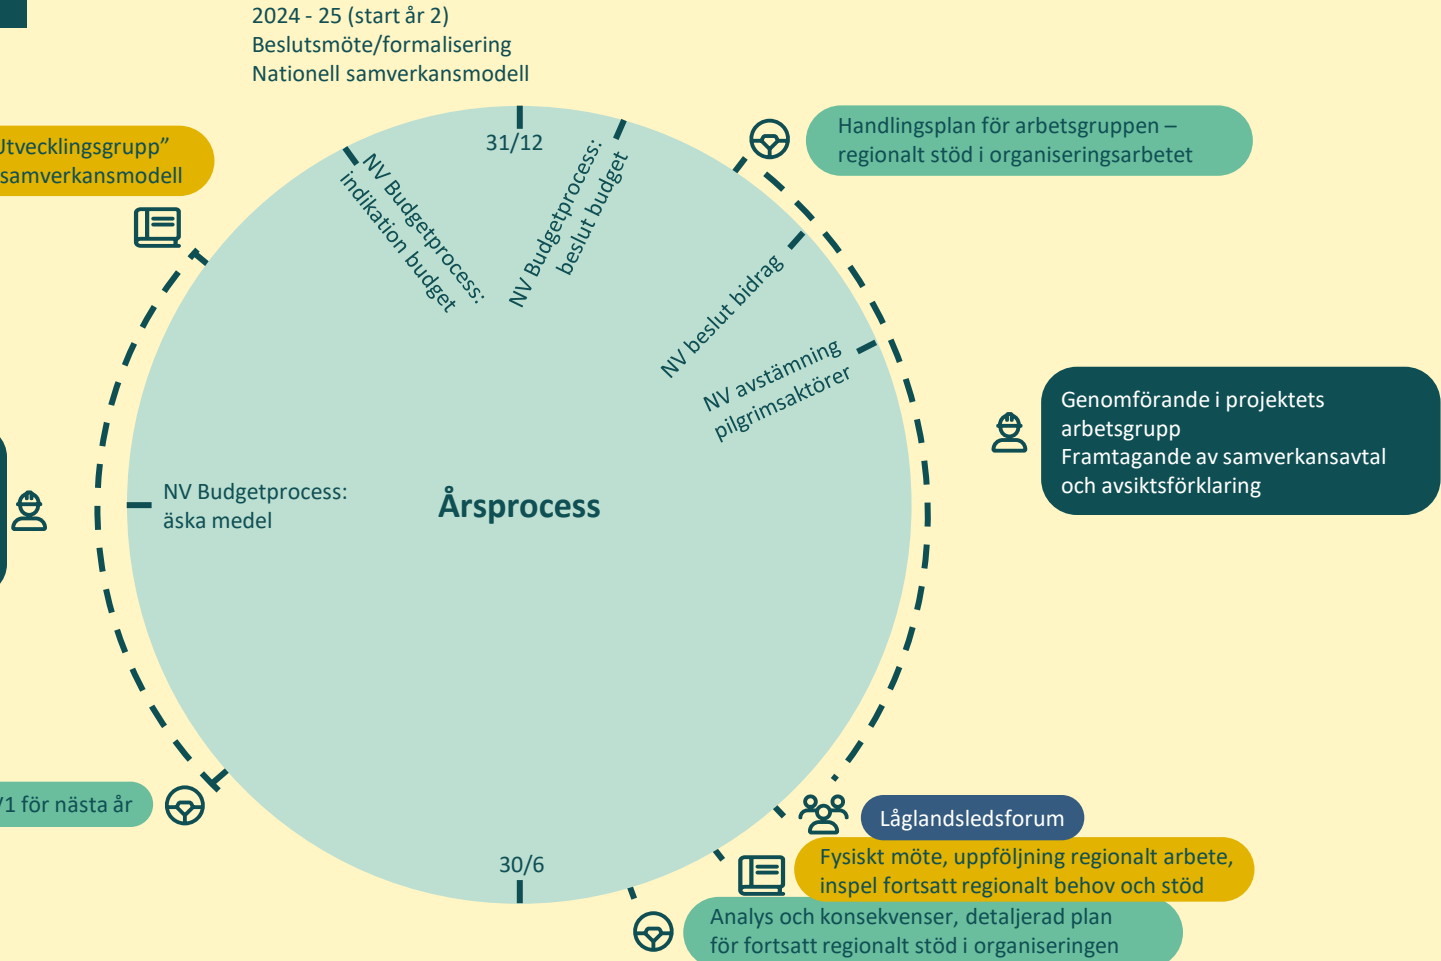 2024 - 25 (start år 2)
Beslutsmöte/formalisering
Nationell samverkansmodell
Utvecklingsgrupp”
samverkansmodell
31/12
NV Budgetprocess:
indikation budget
NV Budgetprocess:
beslut budget
Handlingsplan för arbetsgruppen –
regionalt stöd i organiseringsarbetet
NV beslut bidrag
NV avstämning
pilgrimsaktörer
Genomförande i projektets
arbetsgrupp
Framtagande av samverkansavtal
och avsiktsförklaring
NV Budgetprocess:
äska medel
Årsprocess
/1 för nästa år
30/6
Låglandsledsforum
Fysiskt möte, uppföljning regionalt arbete,
inspel fortsatt regionalt behov och stöd
Analys och konsekvenser, detaljerad plan
för fortsatt regionalt stöd i organiseringen